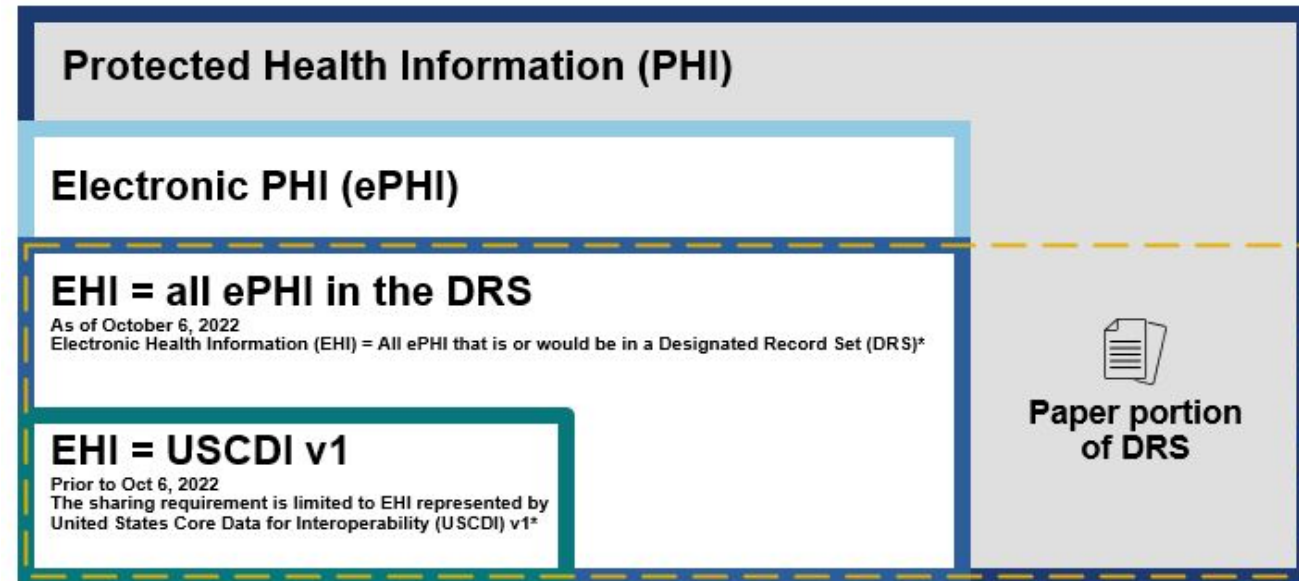 Protected Health Information (PHI)
Electronic PHI (ePHI)
EHI = all ePHI in the DRS
As of October 6, 2022
Electronic Health Information (EHI) = All ePHI that is or would be in a Designated Record Set (DRS)*
EHI = USCDI v1
Prior to Oct 6, 2022
The sharing requirement is limited to EHI represented by
United States Core Data for Interoperability (USCDI) v1*
Paper portion
of DRS